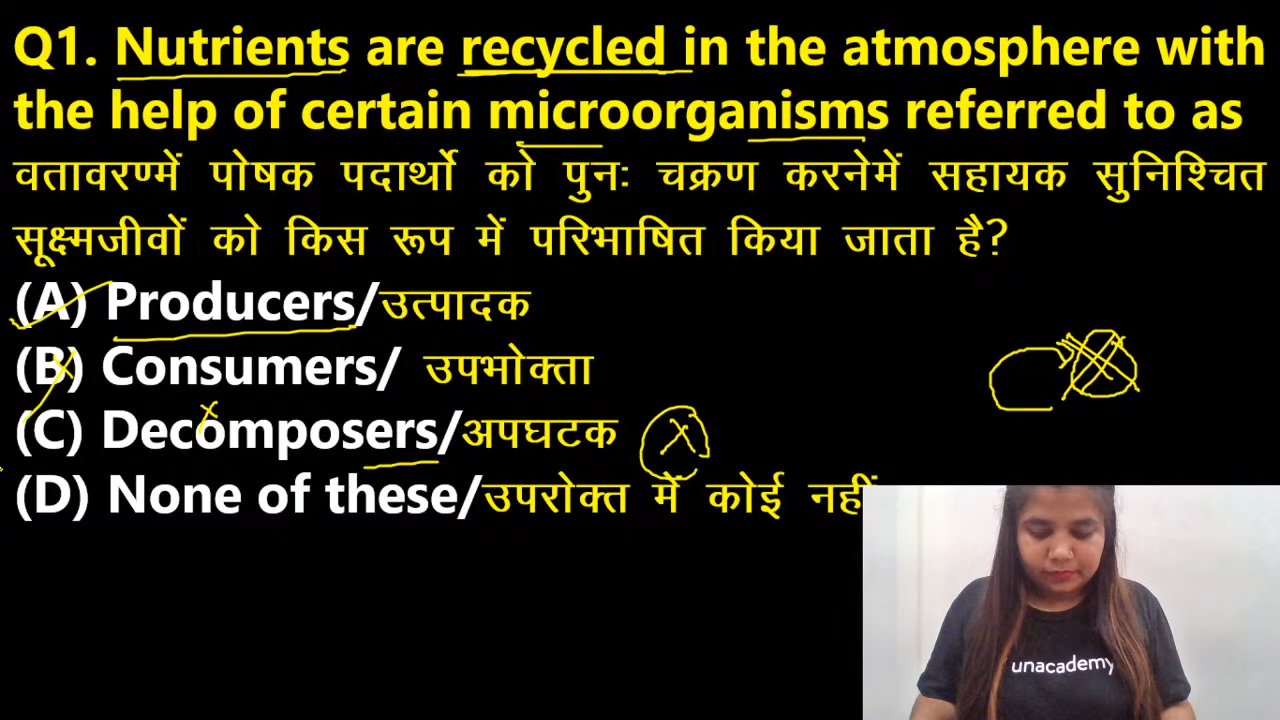 Q1. Nutrients are recycled in the atmosphere with
the help of certain microorganisms referred to as
वतावरण्में पोषक पदार्थो को पुनः चक्रण करनेमें सहायक सुनिश्चित
सूक्ष्मजीवों को किस रूप में परिभाषित किया जाता है?
(A) Producers/उत्पादक
(B) Consumers/ उपभोक्ता
(C) Decomposers/अपघटक
(D) None of these/उपरोक्त में कोई नहीं
unacademy